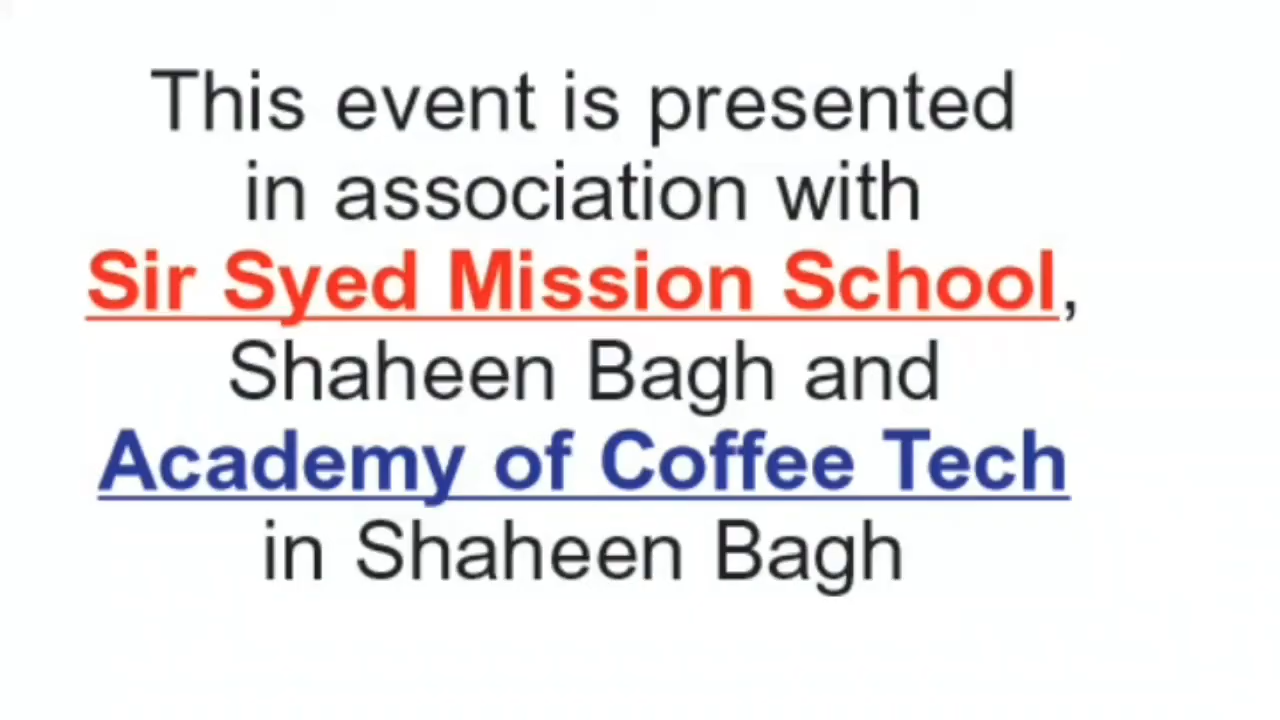 This event is presented
in association with
Sir Syed Mission School,
Shaheen Bagh and
Academy of Coffee Tech
in Shaheen Bagh